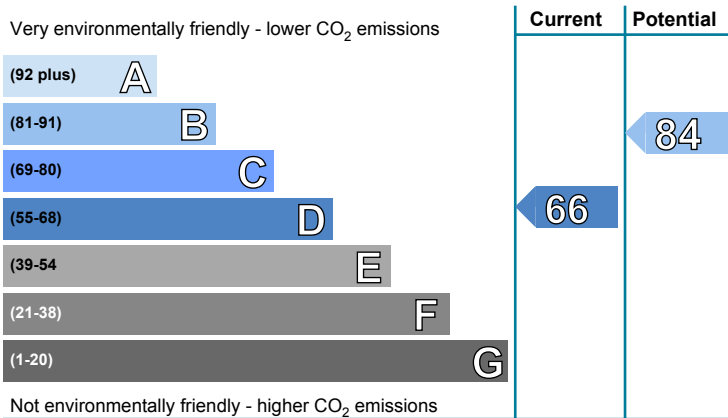 Current Potential
Very environmentally friendly - lower CO2 emissions
(92 plus) A
(81-91) B
84
(69-80) C
(55-68) D
66
(39-54 E
(21-38) F
(1-20) G
Not environmentally friendly - higher CO2 emissions